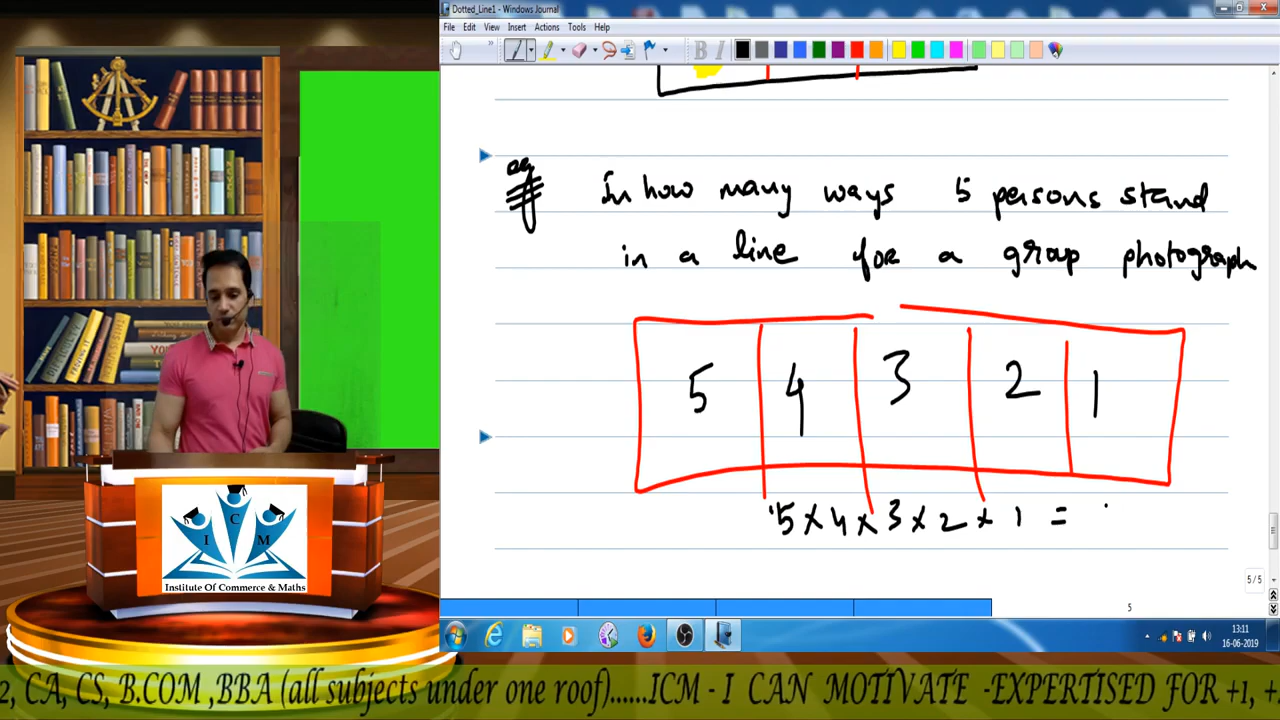 Dotted_Line1 - Windows Journal
File Edit View Insert Actions Tools Help
B I
eg
In how many ways 5 persons stand
in a line for a group photograph
5 4 3 2 1
5 × 4 × 3 × 2 × 1 =
5/5
5
I C M
Institute Of Commerce & Maths
13:11
16-06-2019
2, CA, CS, B.COM ,BBA (all subjects under one roof)......ICM - I CAN MOTIVATE -EXPERTISED FOR +1, +